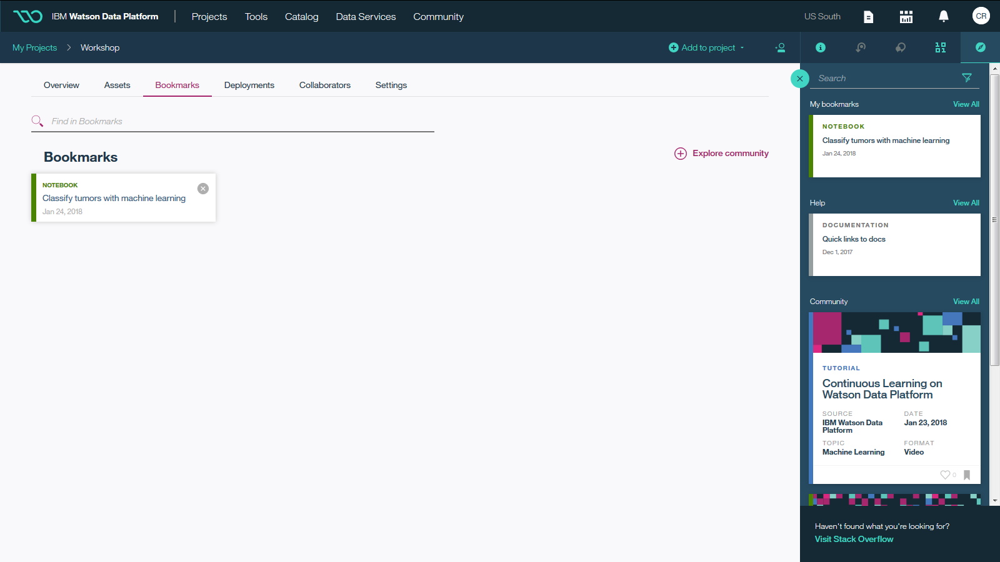 IBM Watson Data Platform
Projects
Tools
Catalog
Data Services
Community
US South
CR
My Projects
Workshop
Add to project
Overview
Assets
Bookmarks
Deployments
Collaborators
Settings
Find in Bookmarks
Bookmarks
Explore community
NOTEBOOK
Classify tumors with machine learning
Jan 24, 2018
Search
My bookmarks
View All
NOTEBOOK
Classify tumors with machine learning
Jan 24, 2018
Help
View All
DOCUMENTATION
Quick links to docs
Dec 1, 2017
Community
View All
TUTORIAL
Continuous Learning on
Watson Data Platform
SOURCE
IBM Watson Data
Platform
DATE
Jan 23, 2018
TOPIC
Machine Learning
FORMAT
Video
0
Haven't found what you're looking for?
Visit Stack Overflow